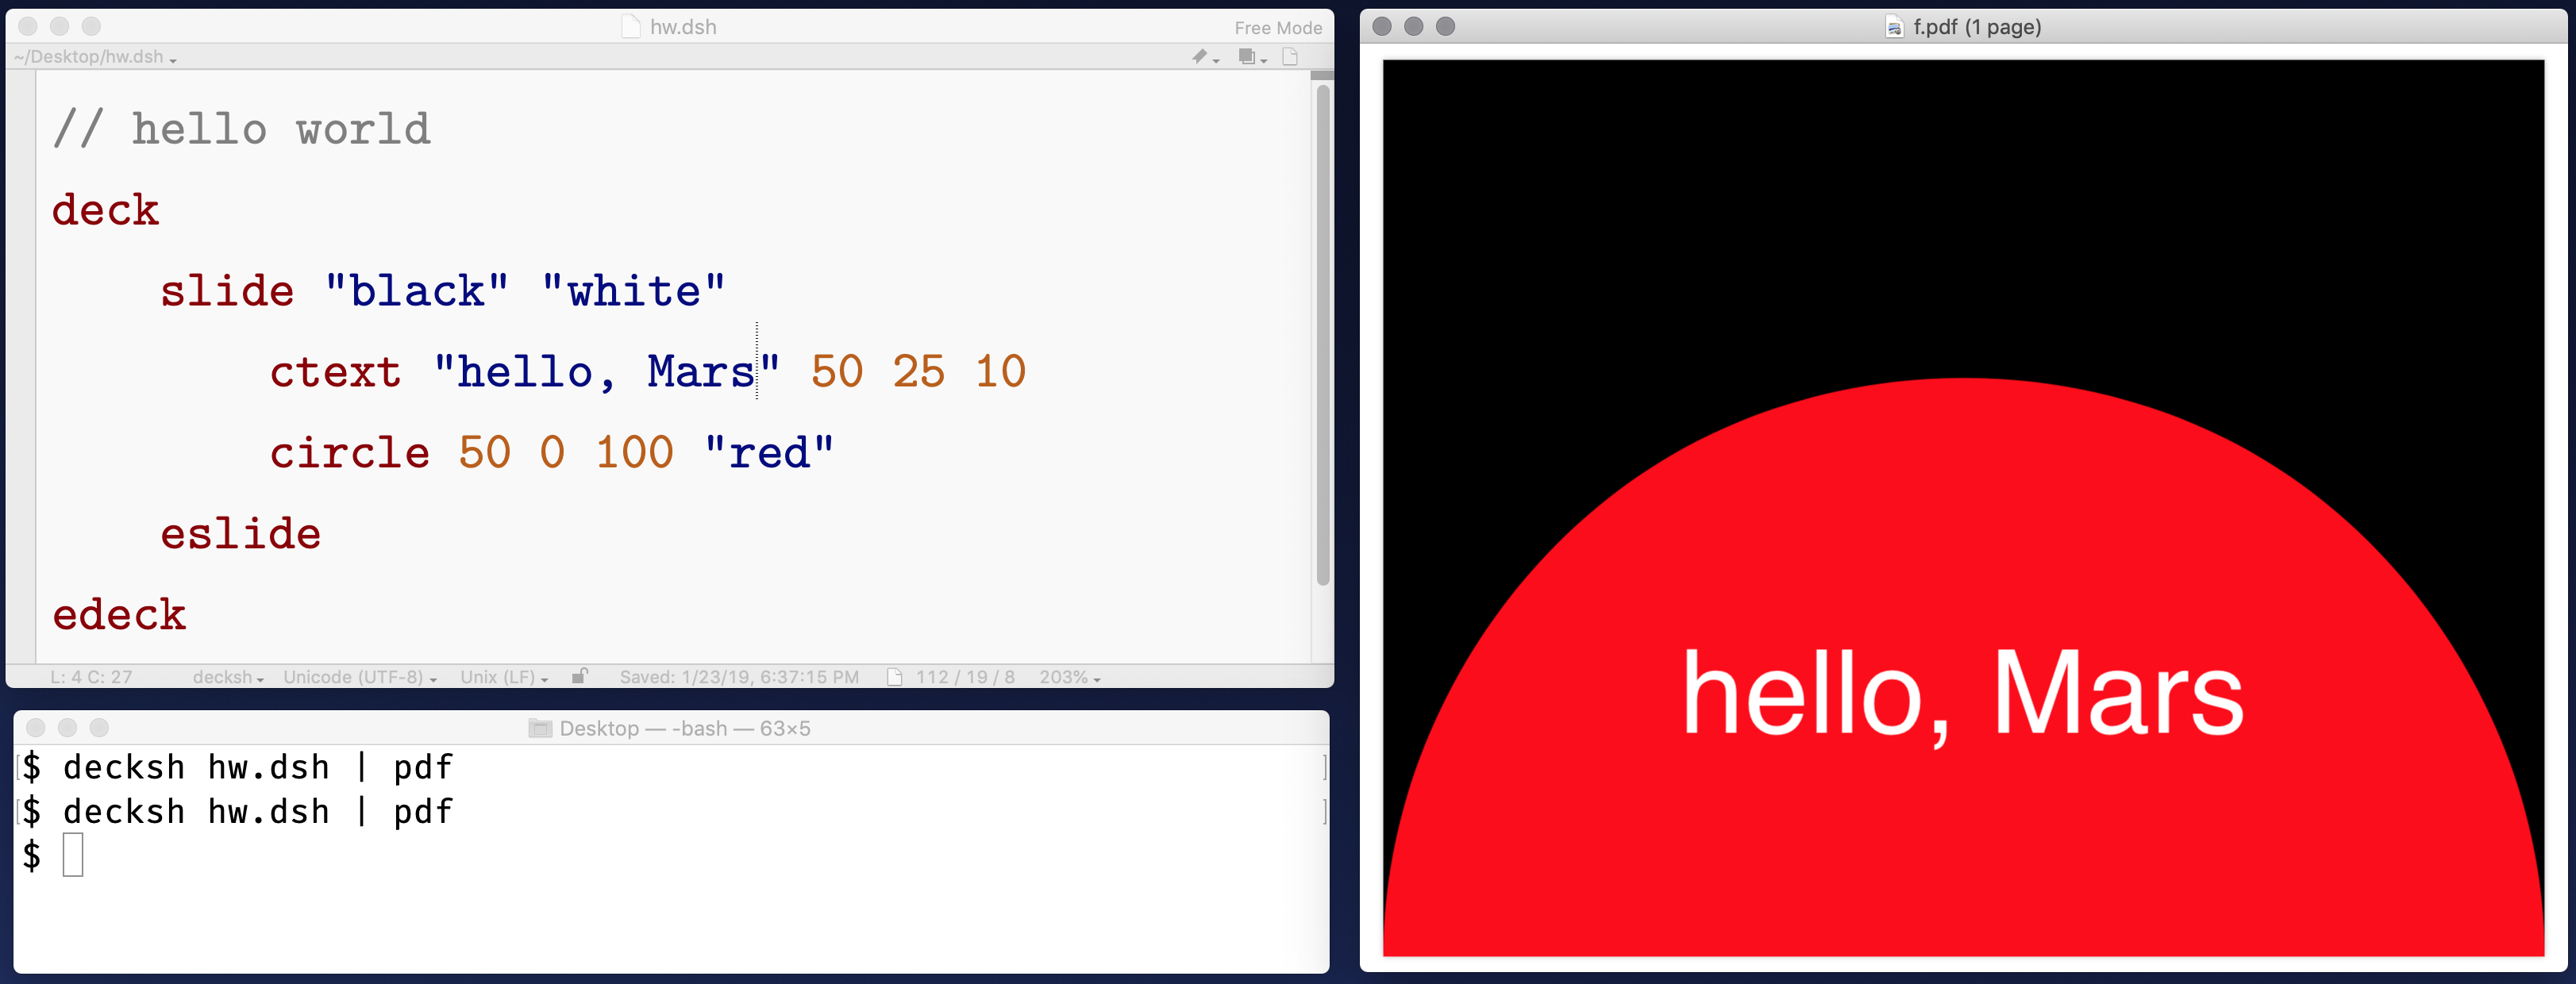 hw.dsh
Free Mode
~/Desktop/hw.dsh
// hello world
deck
slide "black" "white"
ctext "hello, Mars" 50 25 10
circle 50 0 100 "red"
eslide
edeck
L: 4 C: 27 decksh Unicode (UTF-8) Unix (LF) Saved: 1/23/19, 6:37:15 PM 112 / 19 / 8 203%
Desktop — -bash — 63×5
[$ decksh hw.dsh | pdf ]
[$ decksh hw.dsh | pdf ]
$
f.pdf (1 page)
hello, Mars